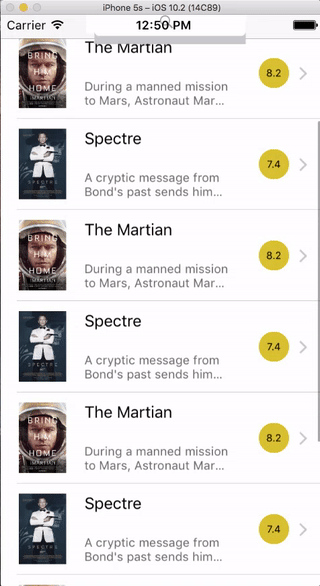 iPhone 5s – iOS 10.2 (14C89)
Carrier 12:50 PM
The Martian
BRING
HIM
HOME
8.2
During a manned mission
to Mars, Astronaut Mar...
Spectre
SPECTRE
7.4
A cryptic message from
Bond's past sends him...
The Martian
BRING
HIM
HOME
8.2
During a manned mission
to Mars, Astronaut Mar...
Spectre
SPECTRE
7.4
A cryptic message from
Bond's past sends him...
The Martian
BRING
HIM
HOME
8.2
During a manned mission
to Mars, Astronaut Mar...
Spectre
SPECTRE
7.4
A cryptic message from
Bond's past sends him...